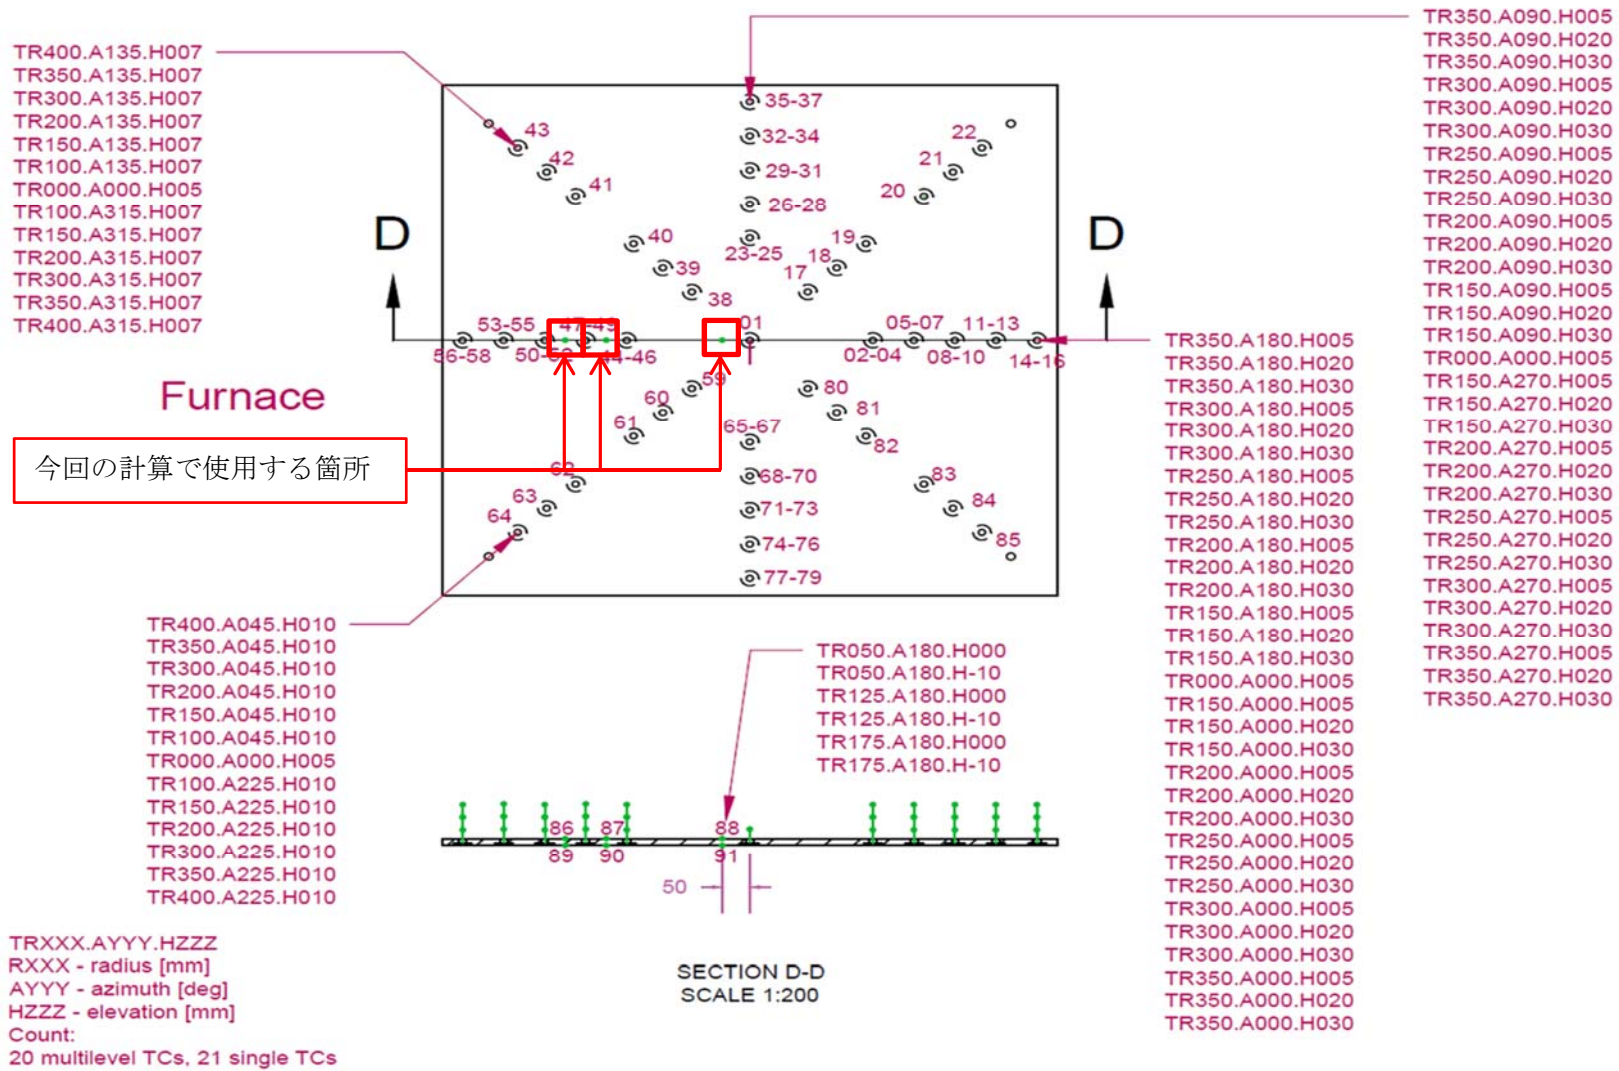 TR400.A135.H007
TR350.A135.H007
TR300.A135.H007
TR200.A135.H007
TR150.A135.H007
TR100.A135.H007
TR000.A000.H005
TR100.A315.H007
TR150.A315.H007
TR200.A315.H007
TR300.A315.H007
TR350.A315.H007
TR400.A315.H007
TR350.A090.H005
TR350.A090.H020
TR350.A090.H030
TR300.A090.H005
TR300.A090.H020
TR300.A090.H030
TR250.A090.H005
TR250.A090.H020
TR250.A090.H030
TR200.A090.H005
TR200.A090.H020
TR200.A090.H030
TR150.A090.H005
TR150.A090.H020
TR150.A090.H030
TR000.A000.H005
TR150.A270.H005
TR150.A270.H020
TR150.A270.H030
TR200.A270.H005
TR200.A270.H020
TR200.A270.H030
TR250.A270.H005
TR250.A270.H020
TR250.A270.H030
TR300.A270.H005
TR300.A270.H020
TR300.A270.H030
TR350.A270.H005
TR350.A270.H020
TR350.A270.H030
35-37
32-34
29-31
26-28
23-25
43
42
41
40
39
38
22
21
20
19
18
17
D
D
53-55
47-49
01
05-07
11-13
56-58
50-52
44-46
02-04
08-10
14-16
Furnace
今回の計算で使用する箇所
59
60
61
62
63
64
65-67
68-70
71-73
74-76
77-79
80
81
82
83
84
85
TR350.A180.H005
TR350.A180.H020
TR350.A180.H030
TR300.A180.H005
TR300.A180.H020
TR300.A180.H030
TR250.A180.H005
TR250.A180.H020
TR250.A180.H030
TR200.A180.H005
TR200.A180.H020
TR200.A180.H030
TR150.A180.H005
TR150.A180.H020
TR150.A180.H030
TR000.A000.H005
TR150.A000.H005
TR150.A000.H020
TR150.A000.H030
TR200.A000.H005
TR200.A000.H020
TR200.A000.H030
TR250.A000.H005
TR250.A000.H020
TR250.A000.H030
TR300.A000.H005
TR300.A000.H020
TR300.A000.H030
TR350.A000.H005
TR350.A000.H020
TR350.A000.H030
TR400.A045.H010
TR350.A045.H010
TR300.A045.H010
TR200.A045.H010
TR150.A045.H010
TR100.A045.H010
TR000.A000.H005
TR100.A225.H010
TR150.A225.H010
TR200.A225.H010
TR300.A225.H010
TR350.A225.H010
TR400.A225.H010
TR050.A180.H000
TR050.A180.H-10
TR125.A180.H000
TR125.A180.H-10
TR175.A180.H000
TR175.A180.H-10
86
87
88
89
90
91
50
SECTION D-D
SCALE 1:200
TRXXX.AYYY.HZZZ
RXXX - radius [mm]
AYYY - azimuth [deg]
HZZZ - elevation [mm]
Count:
20 multilevel TCs, 21 single TCs